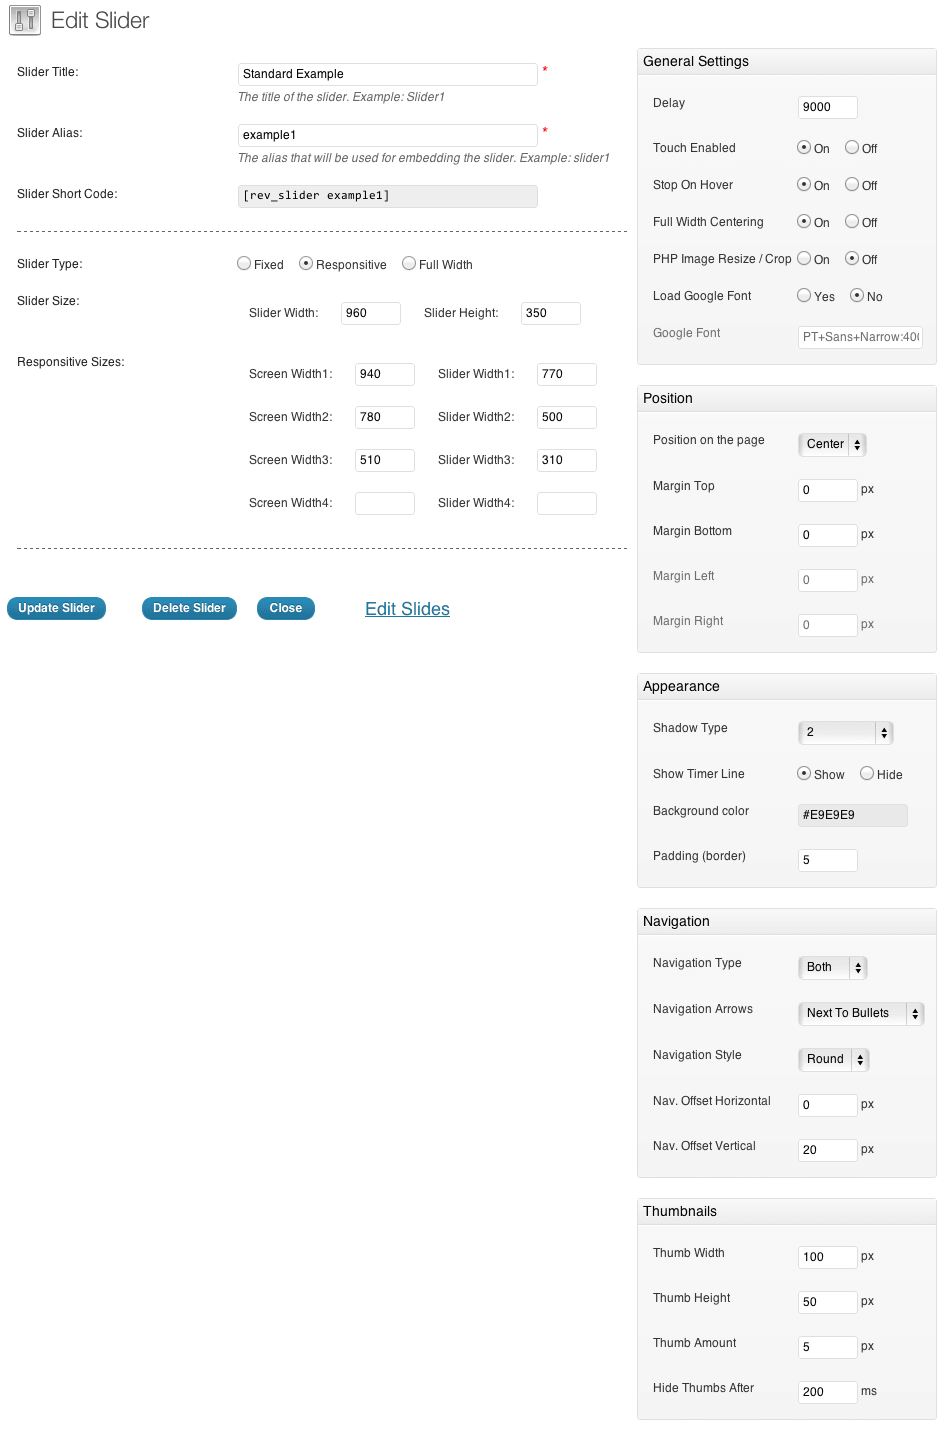 Edit Slider
Slider Title:
Standard Example *
The title of the slider. Example: Slider1
Slider Alias:
example1 *
The alias that will be used for embedding the slider. Example: slider1
Slider Short Code:
[rev_slider example1]
Slider Type:
Fixed Responsitive Full Width
Slider Size:
Slider Width: 960 Slider Height: 350
Responsitive Sizes:
Screen Width1: 940 Slider Width1: 770
Screen Width2: 780 Slider Width2: 500
Screen Width3: 510 Slider Width3: 310
Screen Width4: Slider Width4:
Update Slider Delete Slider Close Edit Slides
General Settings
Delay 9000
Touch Enabled On Off
Stop On Hover On Off
Full Width Centering On Off
PHP Image Resize / Crop On Off
Load Google Font Yes No
Google Font PT+Sans+Narrow:400
Position
Position on the page Center
Margin Top 0 px
Margin Bottom 0 px
Margin Left 0 px
Margin Right 0 px
Appearance
Shadow Type 2
Show Timer Line Show Hide
Background color #E9E9E9
Padding (border) 5
Navigation
Navigation Type Both
Navigation Arrows Next To Bullets
Navigation Style Round
Nav. Offset Horizontal 0 px
Nav. Offset Vertical 20 px
Thumbnails
Thumb Width 100 px
Thumb Height 50 px
Thumb Amount 5 px
Hide Thumbs After 200 ms